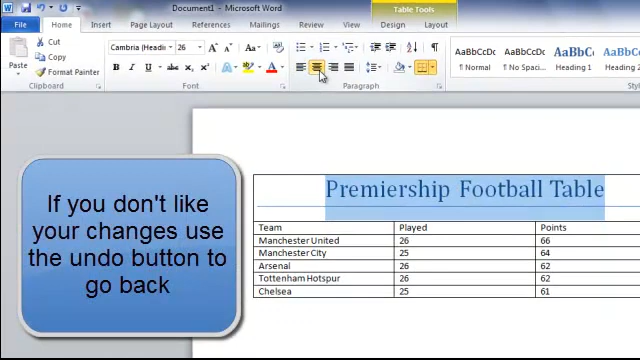 Document1 - Microsoft Word
Table Tools
File Home Insert Page Layout References Mailings Review View Design Layout
Cut
Copy
Format Painter
Paste
Clipboard
Cambria (Headi 26
Font
Paragraph
AaBbCcDc AaBbCcDc AaBbCc AaBbCc
¶ Normal ¶ No Spaci... Heading 1 Heading 2
If you don't like
your changes use
the undo button to
go back
Premiership Football Table
Team Played Points
Manchester United 26 66
Manchester City 25 64
Arsenal 26 62
Tottenham Hotspur 26 62
Chelsea 25 61